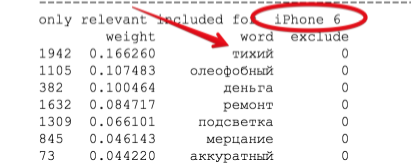 only relevant included for iPhone 6
weight word exclude
1942 0.166260 тихий 0
1105 0.107483 олеофобный 0
382 0.100464 деньга 0
1632 0.084717 ремонт 0
1309 0.066101 подсветка 0
845 0.046143 мерцание 0
73 0.044220 аккуратный 0